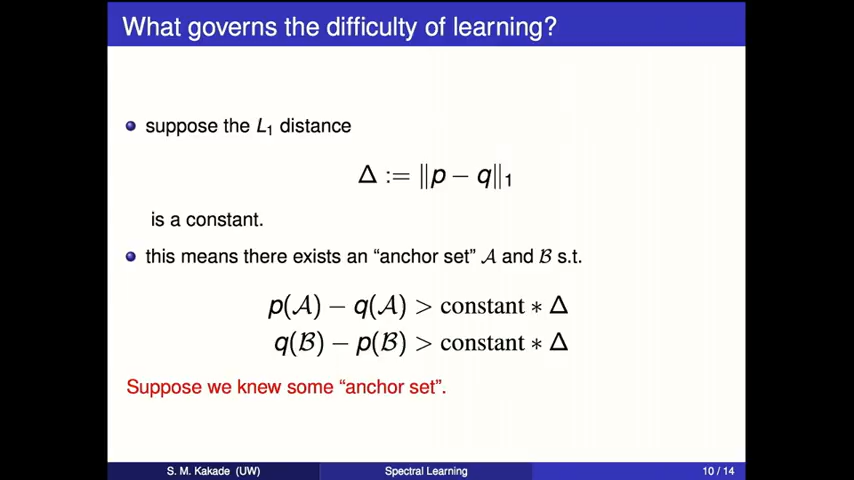 What governs the difficulty of learning?
suppose the L₁ distance
Δ := ‖p − q‖₁
is a constant.
this means there exists an “anchor set” 𝒜 and ℬ s.t.
p(𝒜) − q(𝒜) > constant ∗ Δ
q(ℬ) − p(ℬ) > constant ∗ Δ
Suppose we knew some “anchor set”.
S. M. Kakade (UW) Spectral Learning 10 / 14